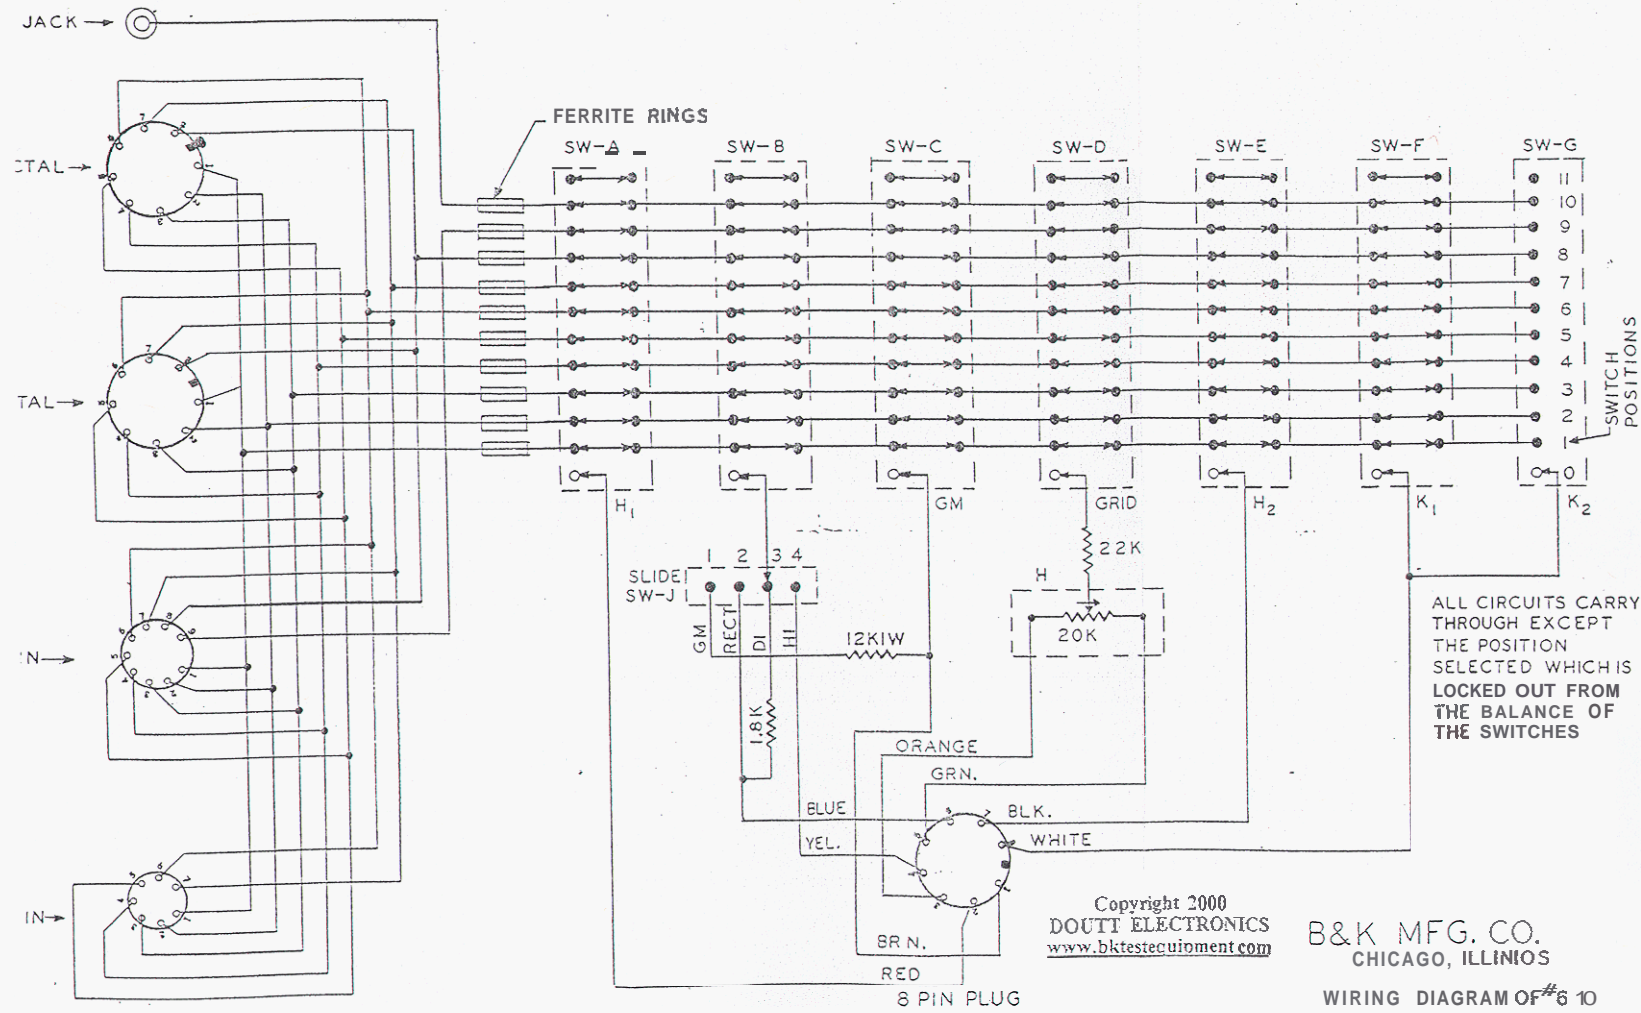 JACK
FERRITE RINGS
SW-A
SW-B
SW-C
SW-D
SW-E
SW-F
SW-G
CTAL
TAL
IN
IN
11
10
9
8
7
6
5
4
3
2
1
0
SWITCH
POSITIONS
H1
GM
GRID
H2
K1
K2
22K
H
20K
1 2 3 4
SLIDE
SW-J
GM
RECT
DI
HI
12K1W
1.8K
ORANGE
GRN.
BLUE
BLK.
YEL.
WHITE
BRN.
RED
8 PIN PLUG
ALL CIRCUITS CARRY
THROUGH EXCEPT
THE POSITION
SELECTED WHICH IS
LOCKED OUT FROM
THE BALANCE OF
THE SWITCHES
Copyright 2000
DOUTT ELECTRONICS
www.bktestequipment.com
B&K MFG. CO.
CHICAGO, ILLINIOS
WIRING DIAGRAM OF #610